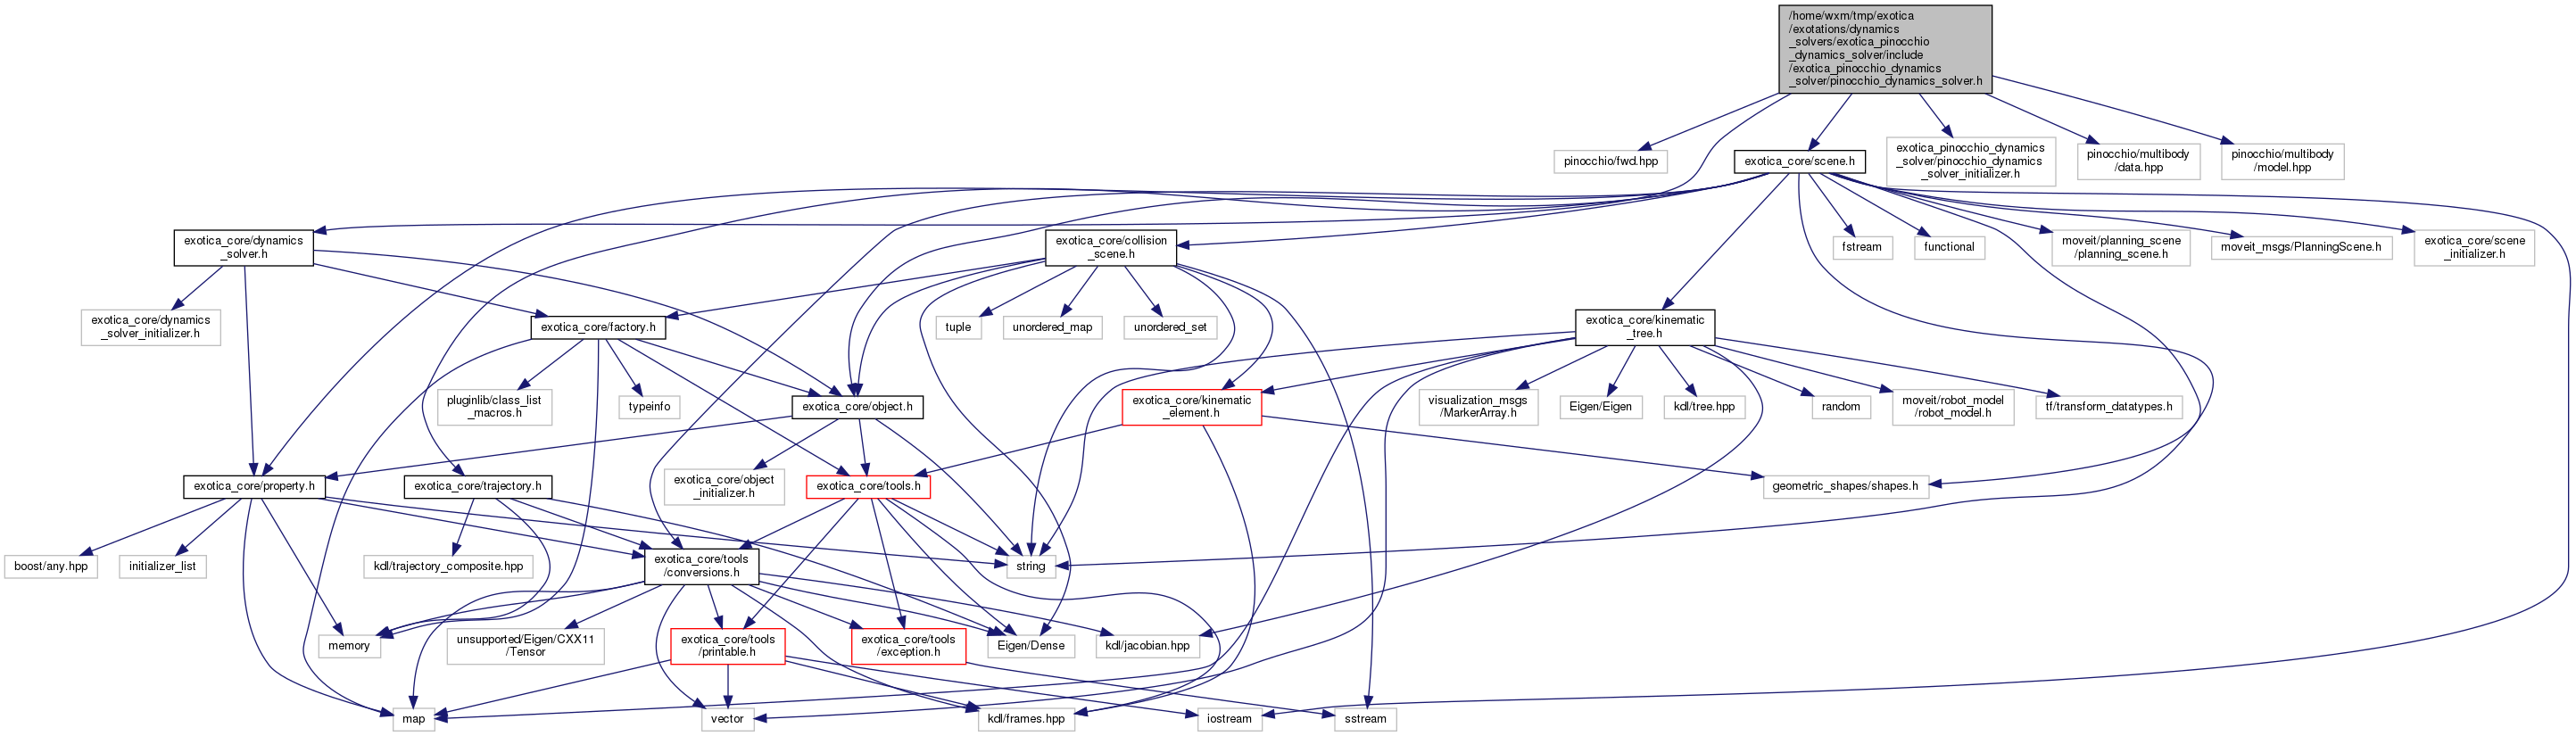 /home/wxm/tmp/exotica
/exotations/dynamics
_solvers/exotica_pinocchio
_dynamics_solver/include
/exotica_pinocchio_dynamics
_solver/pinocchio_dynamics_solver.h
pinocchio/fwd.hpp
exotica_core/scene.h
exotica_pinocchio_dynamics
_solver/pinocchio_dynamics
_solver_initializer.h
pinocchio/multibody
/data.hpp
pinocchio/multibody
/model.hpp
exotica_core/dynamics
_solver.h
exotica_core/collision
_scene.h
fstream
functional
moveit/planning_scene
/planning_scene.h
moveit_msgs/PlanningScene.h
exotica_core/scene
_initializer.h
exotica_core/dynamics
_solver_initializer.h
exotica_core/factory.h
tuple
unordered_map
unordered_set
exotica_core/kinematic
_tree.h
pluginlib/class_list
_macros.h
typeinfo
exotica_core/object.h
exotica_core/kinematic
_element.h
visualization_msgs
/MarkerArray.h
Eigen/Eigen
kdl/tree.hpp
random
moveit/robot_model
/robot_model.h
tf/transform_datatypes.h
exotica_core/property.h
exotica_core/trajectory.h
exotica_core/object
_initializer.h
exotica_core/tools.h
geometric_shapes/shapes.h
boost/any.hpp
initializer_list
kdl/trajectory_composite.hpp
exotica_core/tools
/conversions.h
string
memory
unsupported/Eigen/CXX11
/Tensor
exotica_core/tools
/printable.h
exotica_core/tools
/exception.h
Eigen/Dense
kdl/jacobian.hpp
map
vector
kdl/frames.hpp
iostream
sstream